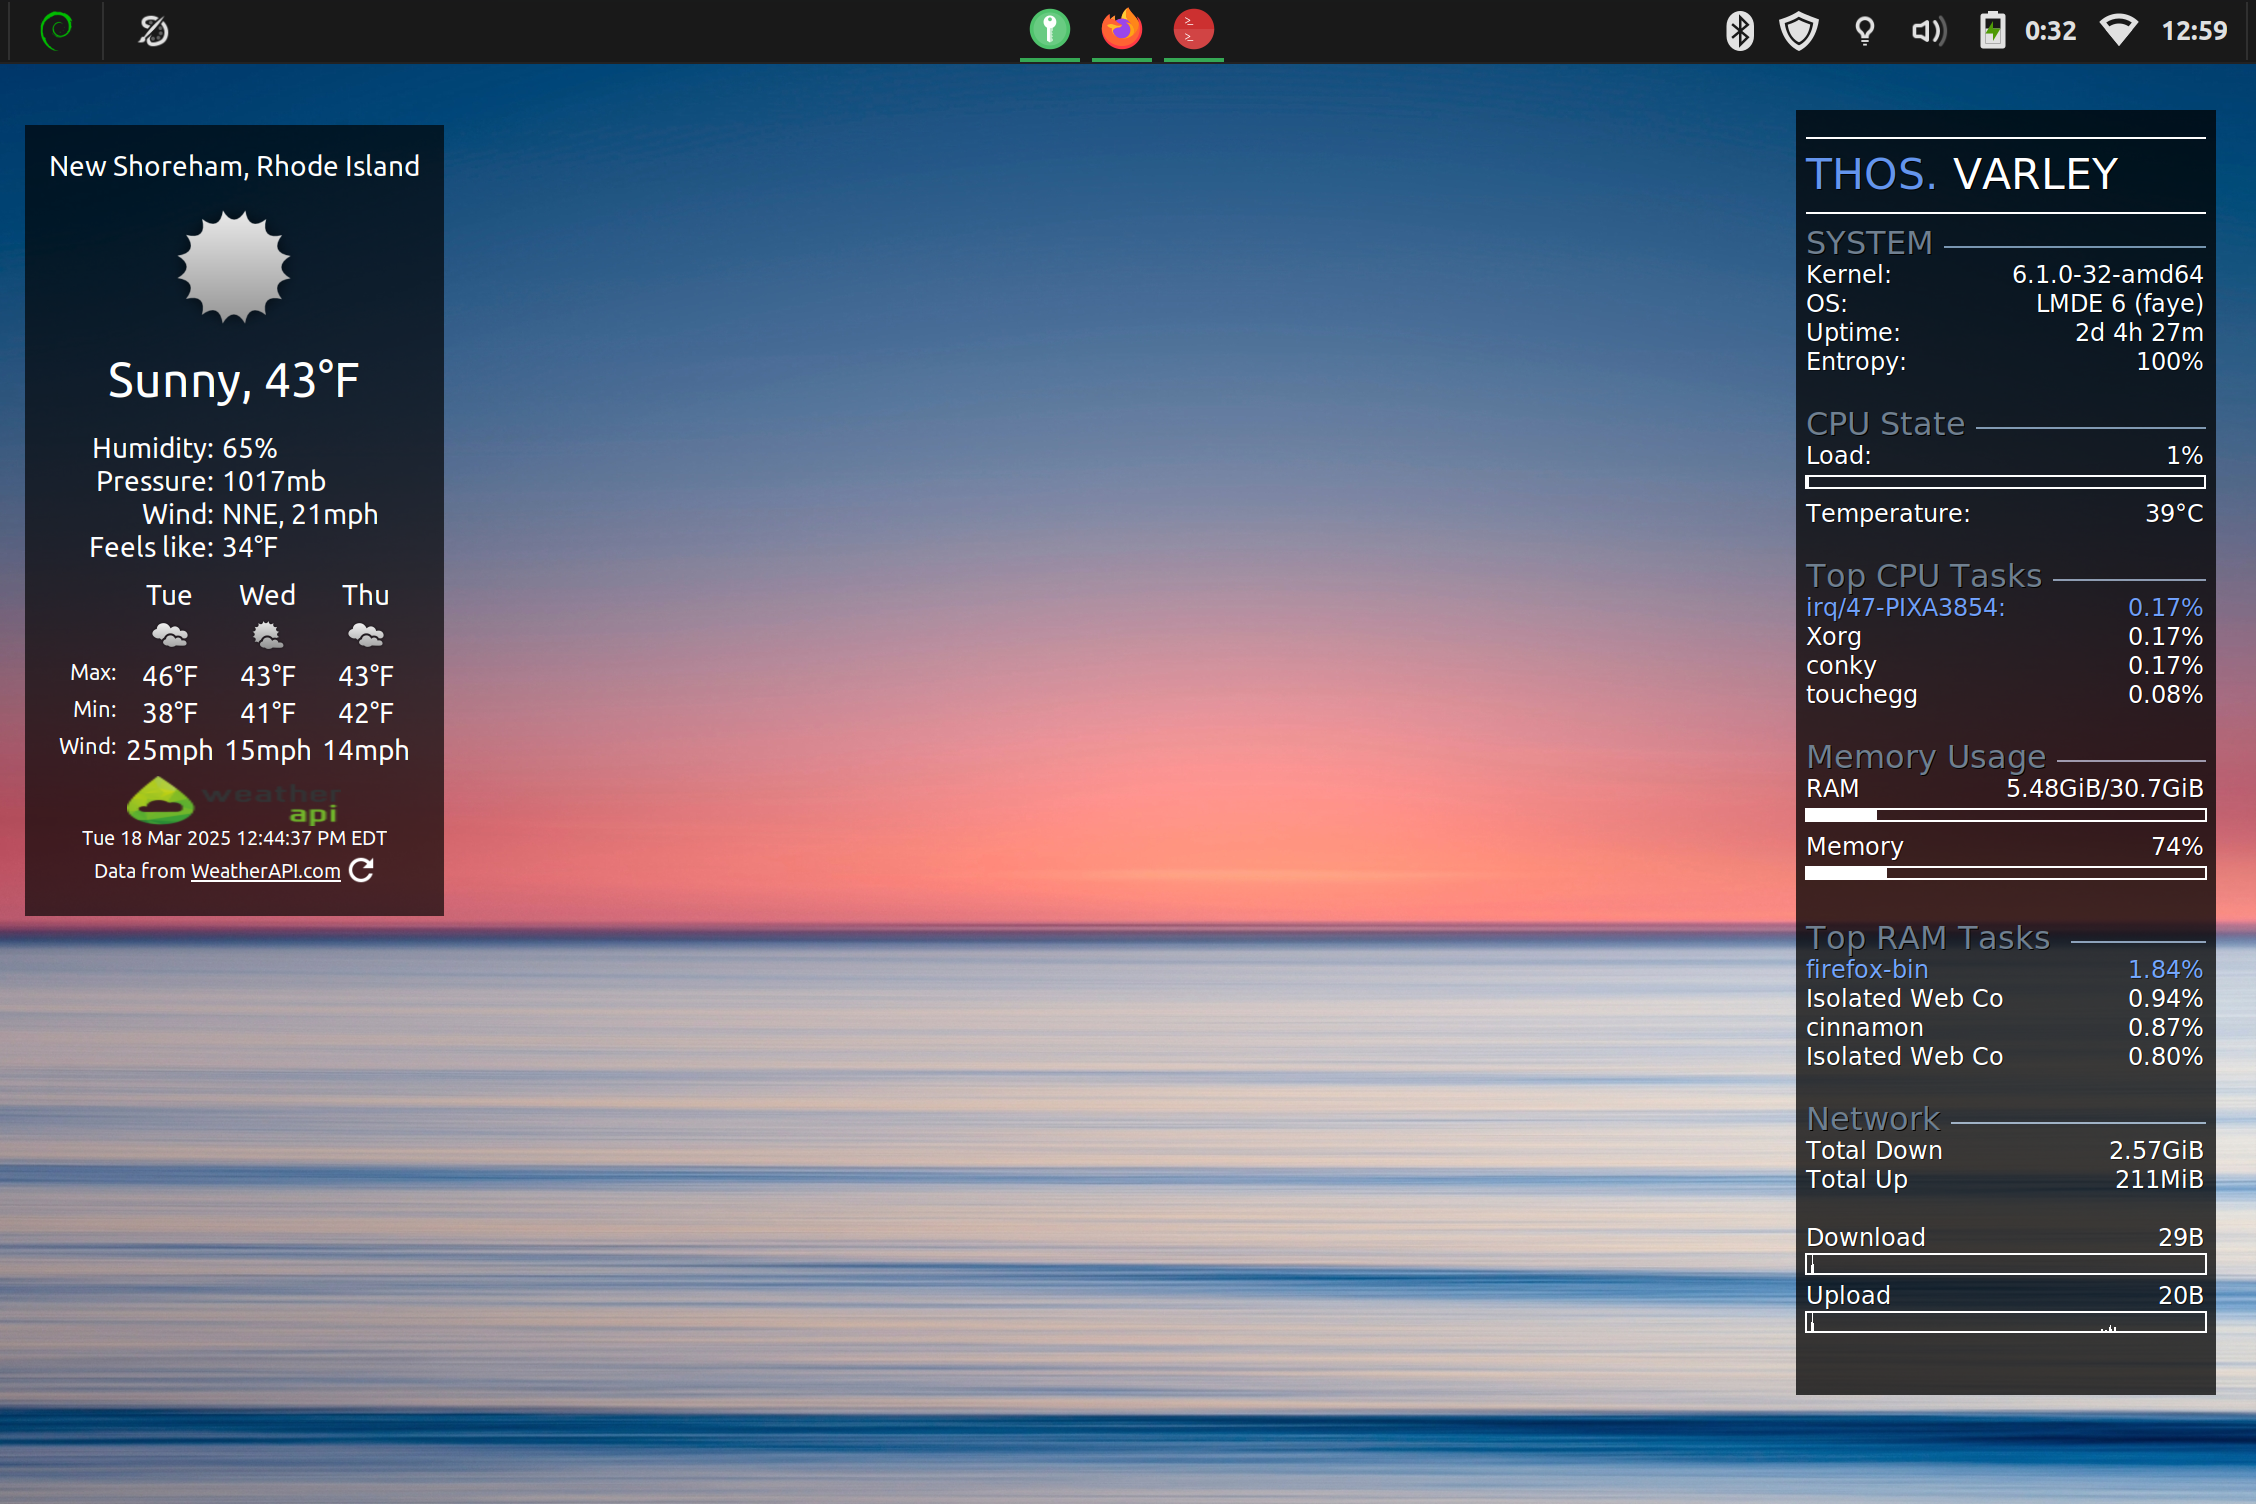 0:32 12:59
New Shoreham, Rhode Island
Sunny, 43°F
Humidity: 65%
Pressure: 1017mb
Wind: NNE, 21mph
Feels like: 34°F
Tue Wed Thu
Max: 46°F 43°F 43°F
Min: 38°F 41°F 42°F
Wind: 25mph 15mph 14mph
weather
api
Tue 18 Mar 2025 12:44:37 PM EDT
Data from WeatherAPI.com
THOS. VARLEY
SYSTEM
Kernel: 6.1.0-32-amd64
OS: LMDE 6 (faye)
Uptime: 2d 4h 27m
Entropy: 100%
CPU State
Load: 1%
Temperature: 39°C
Top CPU Tasks
irq/47-PIXA3854: 0.17%
Xorg 0.17%
conky 0.17%
touchegg 0.08%
Memory Usage
RAM 5.48GiB/30.7GiB
Memory 74%
Top RAM Tasks
firefox-bin 1.84%
Isolated Web Co 0.94%
cinnamon 0.87%
Isolated Web Co 0.80%
Network
Total Down 2.57GiB
Total Up 211MiB
Download 29B
Upload 20B